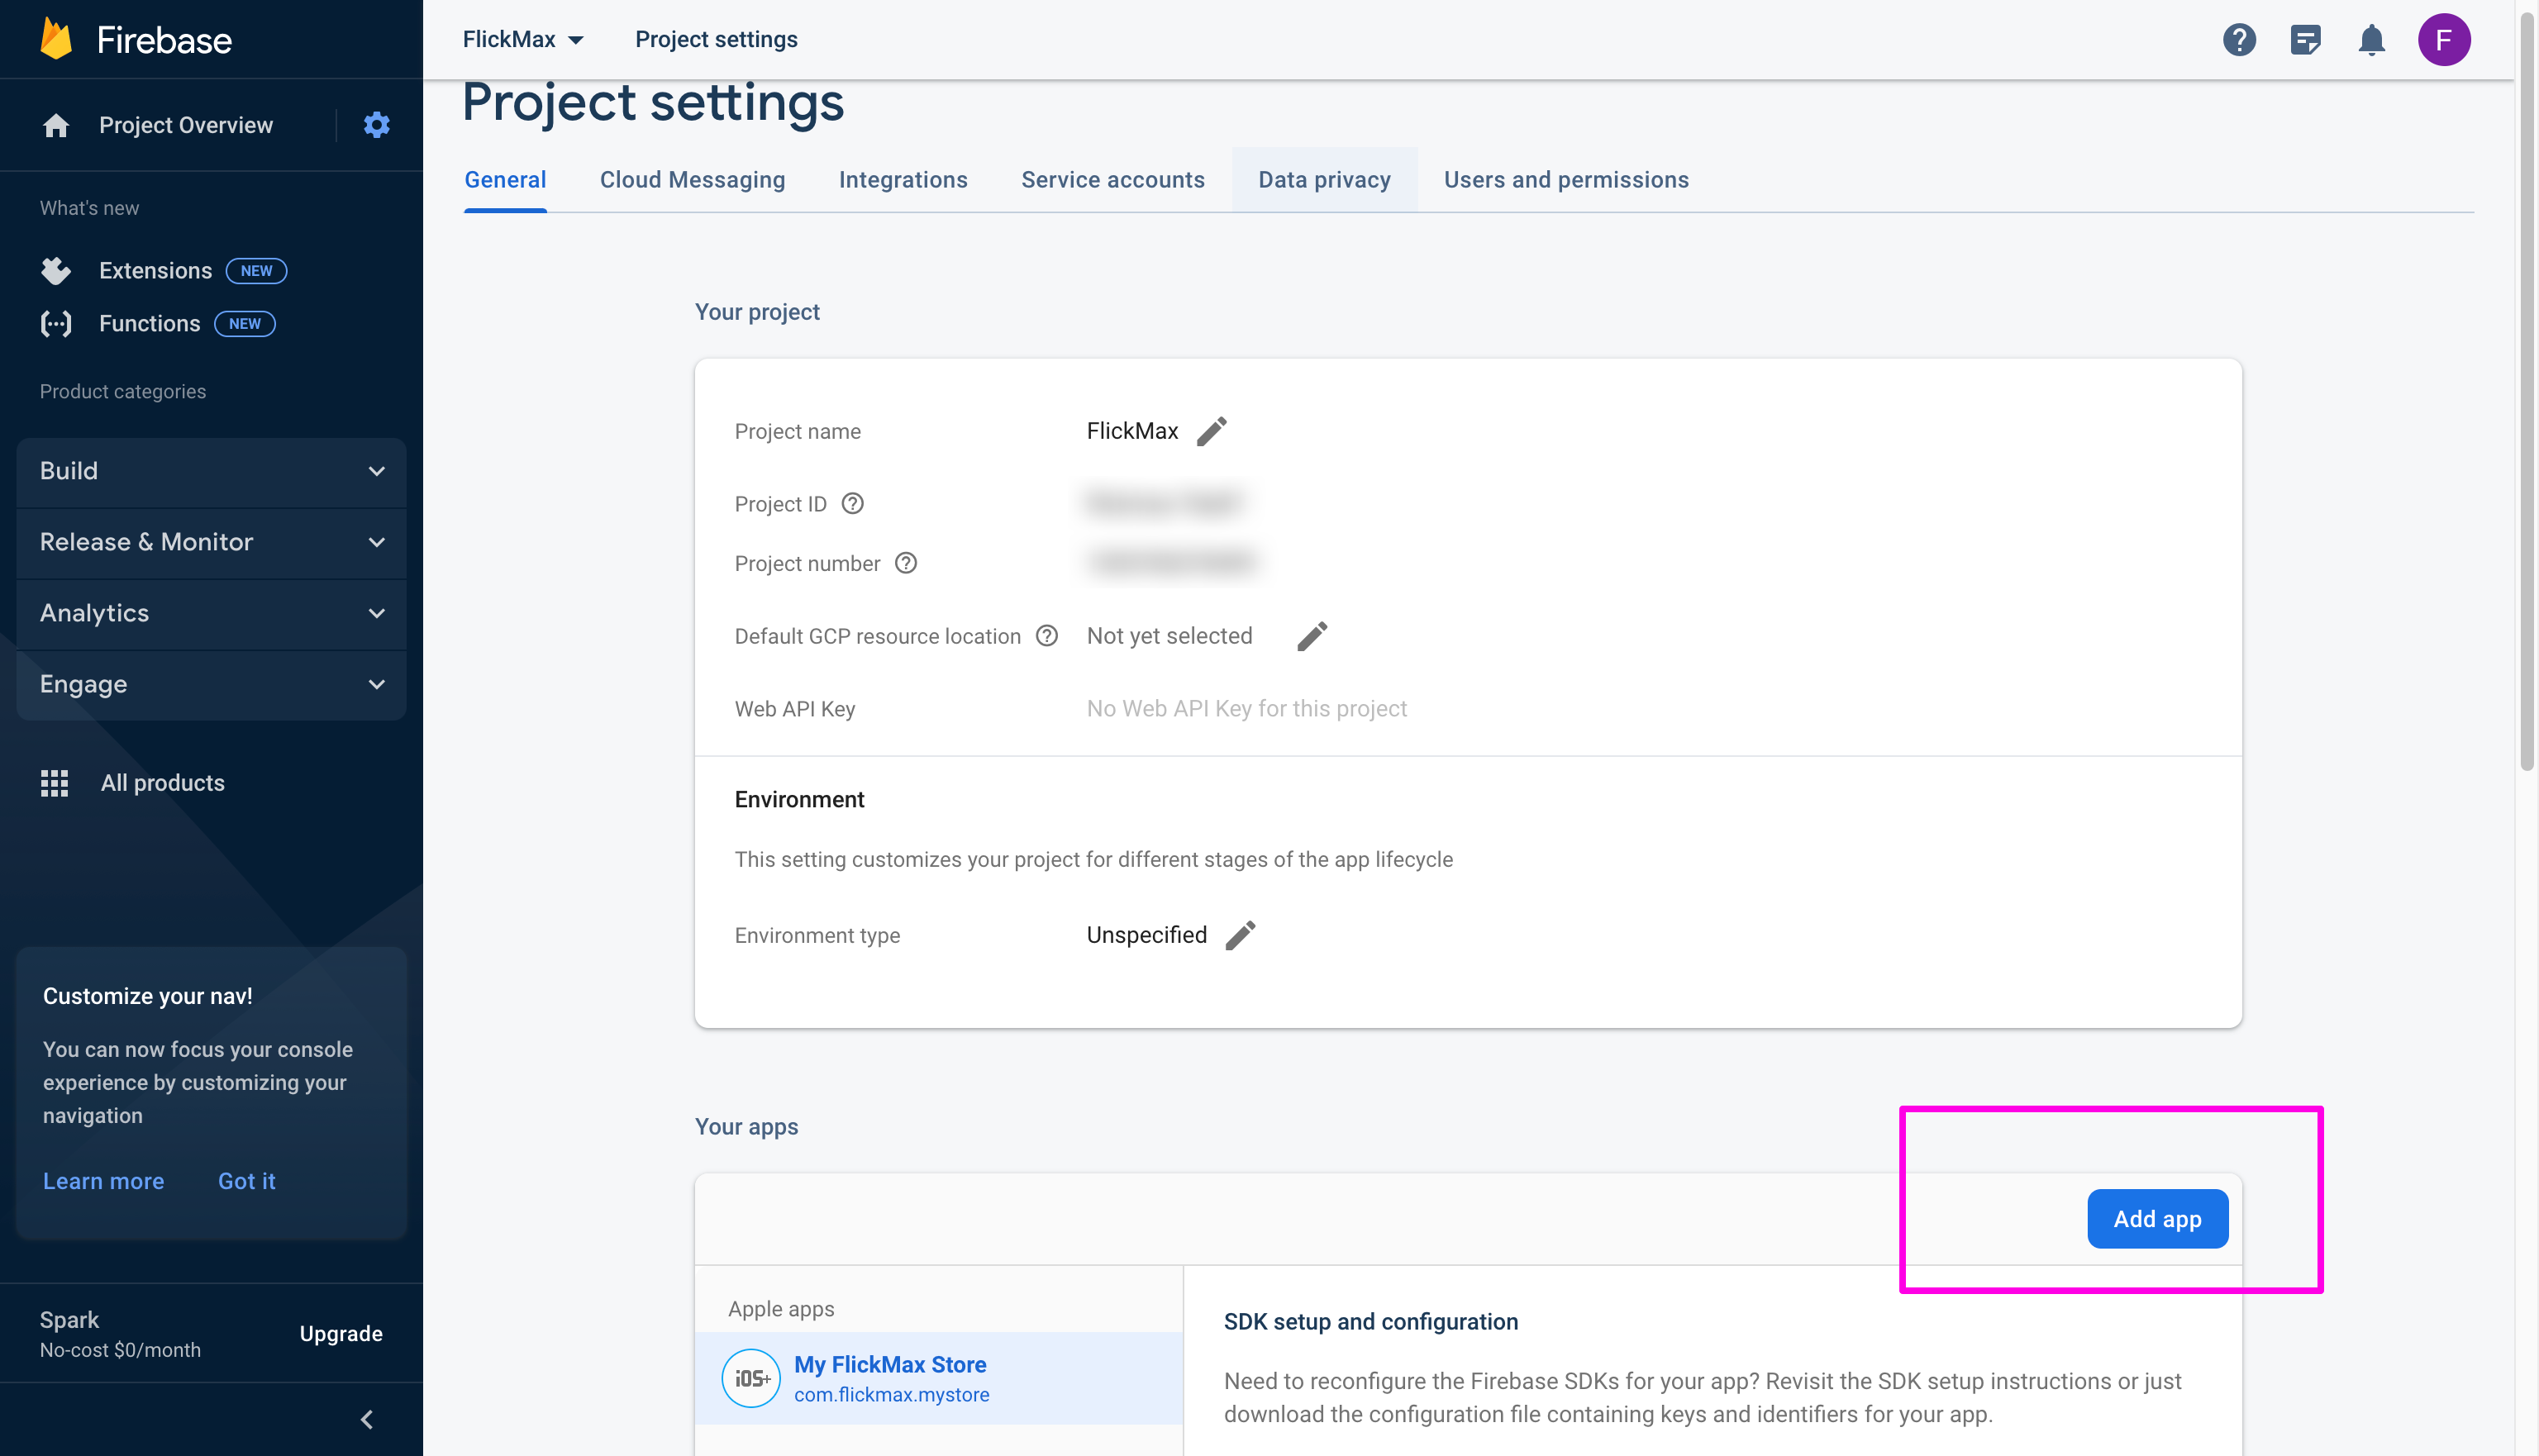 Firebase
FlickMax
Project settings
F
Project settings
Project Overview
General
Cloud Messaging
Integrations
Service accounts
Data privacy
Users and permissions
What's new
Extensions NEW
Functions NEW
Product categories
Build
Release & Monitor
Analytics
Engage
All products
Customize your nav!
You can now focus your console
experience by customizing your
navigation
Learn more Got it
Spark
No-cost $0/month
Upgrade
Your project
Project name FlickMax
Project ID
Project number
Default GCP resource location Not yet selected
Web API Key No Web API Key for this project
Environment
This setting customizes your project for different stages of the app lifecycle
Environment type Unspecified
Your apps
Add app
Apple apps
iOS+
My FlickMax Store
com.flickmax.mystore
SDK setup and configuration
Need to reconfigure the Firebase SDKs for your app? Revisit the SDK setup instructions or just
download the configuration file containing keys and identifiers for your app.